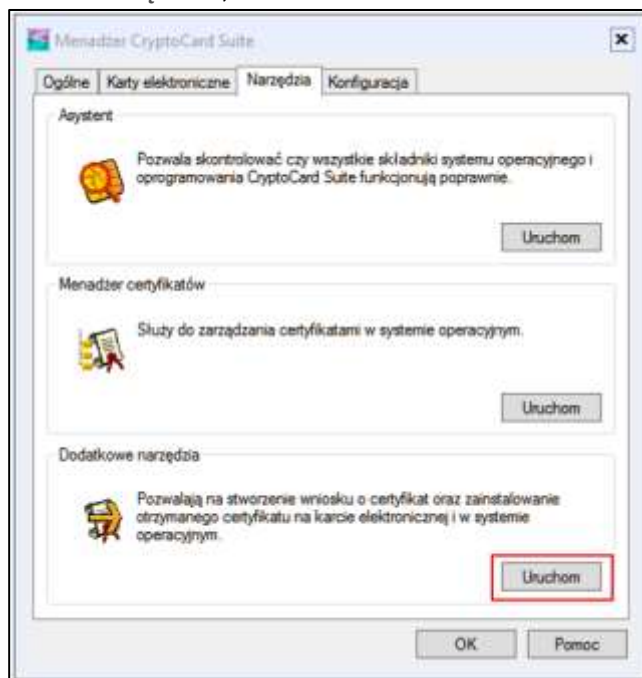 Menadżer CryptoCard Suite
Ogólne Karty elektroniczne Narzędzia Konfiguracja
Asystent
Pozwala skontrolować czy wszystkie składniki systemu operacyjnego i
oprogramowania CryptoCard Suite funkcjonują poprawnie.
Uruchom
Menadżer certyfikatów
Służy do zarządzania certyfikatami w systemie operacyjnym.
Uruchom
Dodatkowe narzędzia
Pozwalają na stworzenie wniosku o certyfikat oraz zainstalowanie
otrzymanego certyfikatu na karcie elektronicznej i w systemie
operacyjnym.
Uruchom
OK Pomoc